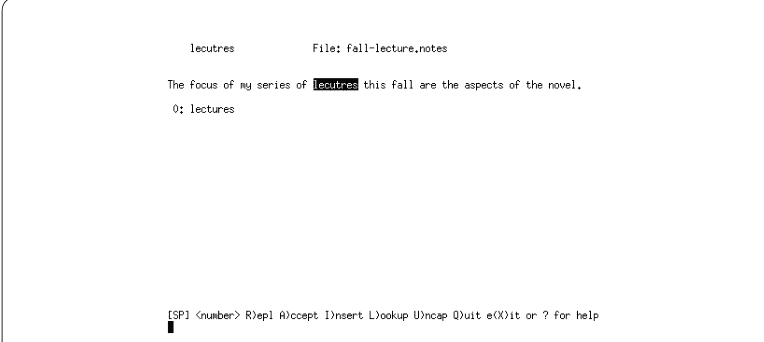 lecutres File: fall-lecture.notes
The focus of my series of lecutres this fall are the aspects of the novel.
0: lectures
[SP] <number> R)epl A)ccept I)nsert L)ookup U)ncap Q)uit e(X)it or ? for help